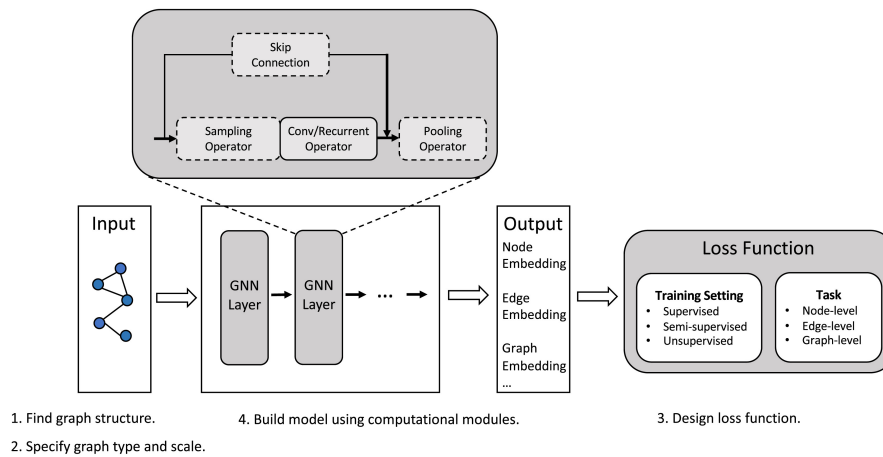 Skip
Connection
Sampling
Operator
Conv/Recurrent
Operator
Pooling
Operator
Input
GNN
Layer
GNN
Layer
...
Output
Node
Embedding
Edge
Embedding
Graph
Embedding
...
Loss Function
Training Setting
• Supervised
• Semi-supervised
• Unsupervised
Task
• Node-level
• Edge-level
• Graph-level
1. Find graph structure.
2. Specify graph type and scale.
4. Build model using computational modules.
3. Design loss function.